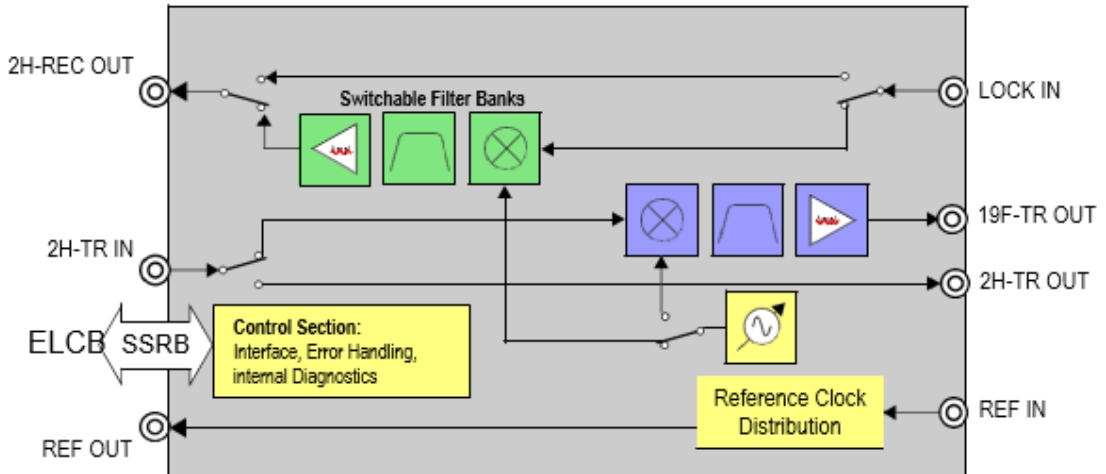 2H-REC OUT
LOCK IN
Switchable Filter Banks
19F-TR OUT
2H-TR IN
2H-TR OUT
ELCB
SSRB
Control Section:
Interface, Error Handling,
internal Diagnostics
Reference Clock
Distribution
REF IN
REF OUT